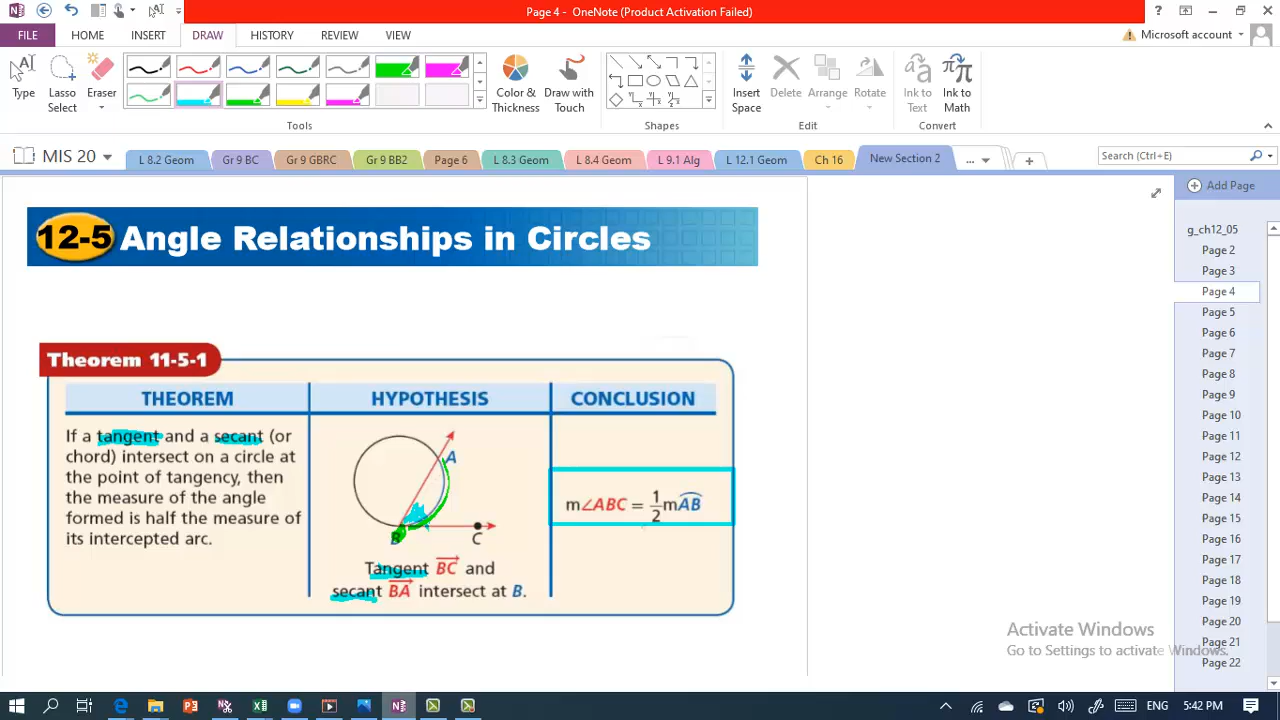 Page 4 - OneNote (Product Activation Failed)
FILE HOME INSERT DRAW HISTORY REVIEW VIEW
Microsoft account
Type
Lasso Select
Eraser
Color & Thickness
Draw with Touch
Insert Space
Delete
Arrange
Rotate
Ink to Text
Ink to Math
Tools Shapes Edit Convert
MIS 20
L 8.2 Geom Gr 9 BC Gr 9 GBRC Gr 9 BB2 Page 6 L 8.3 Geom L 8.4 Geom L 9.1 Alg L 12.1 Geom Ch 16 New Section 2 ...
Search (Ctrl+E)
Add Page
g_ch12_05
Page 2
Page 3
Page 4
Page 5
Page 6
Page 7
Page 8
Page 9
Page 10
Page 11
Page 12
Page 13
Page 14
Page 15
Page 16
Page 17
Page 18
Page 19
Page 20
Page 21
Page 22
12-5 Angle Relationships in Circles
Theorem 11-5-1
THEOREM HYPOTHESIS CONCLUSION
If a tangent and a secant (or
chord) intersect on a circle at
the point of tangency, then
the measure of the angle
formed is half the measure of
its intercepted arc.
A
B
C
Tangent BC and
secant BA intersect at B.
m∠ABC = 1/2 mAB
Activate Windows
Go to Settings to activate Windows.
ENG 5:42 PM